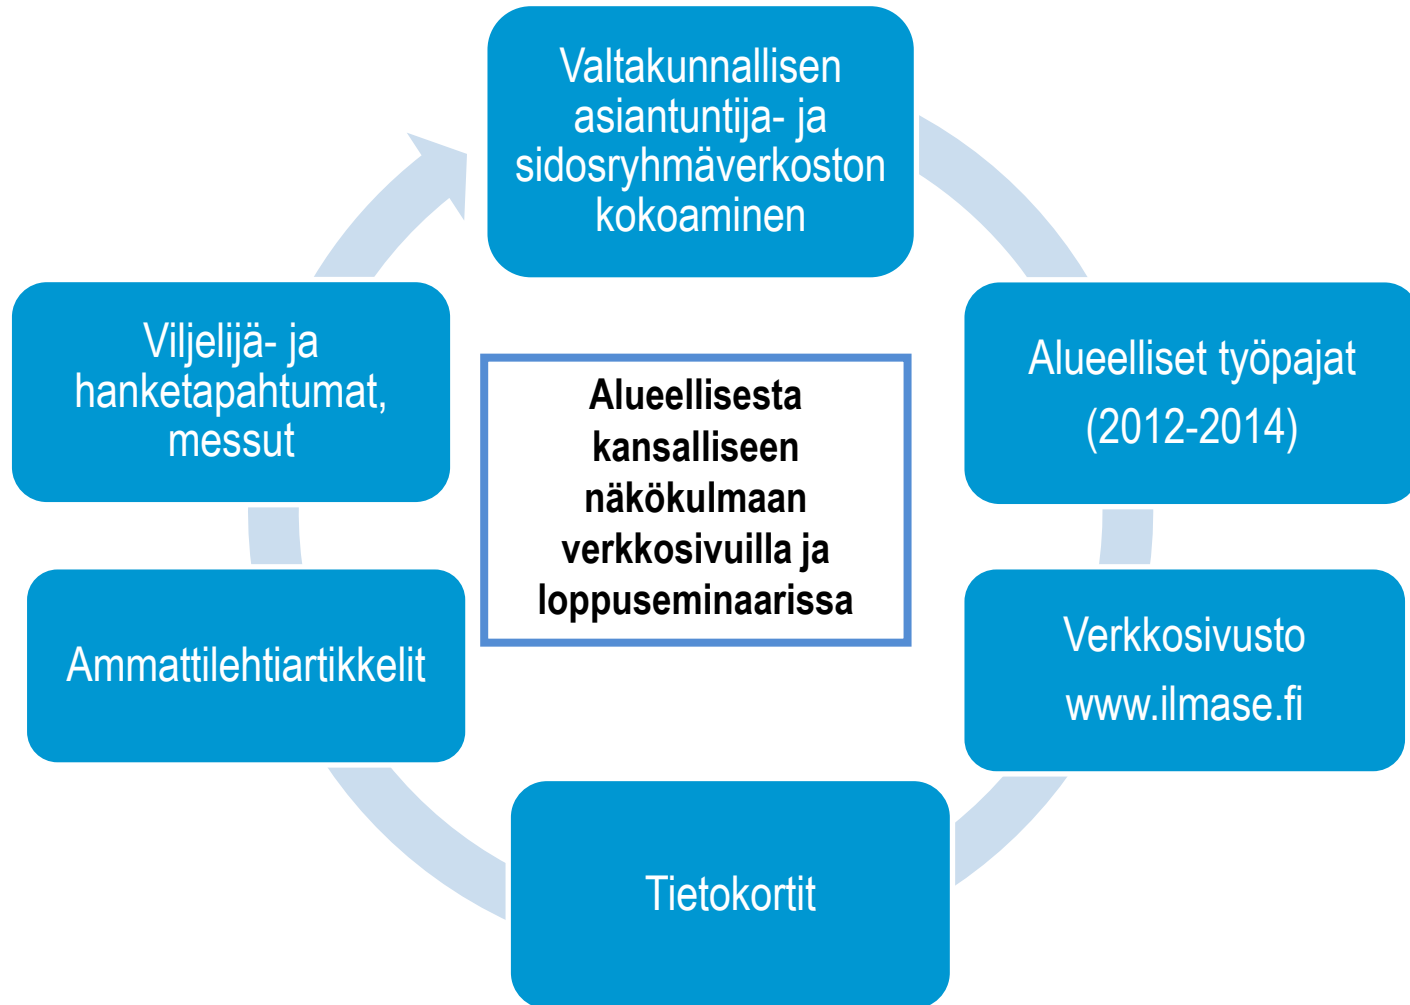 Valtakunnallisen
asiantuntija- ja
sidosryhmäverkoston
kokoaminen
Alueelliset työpajat
(2012-2014)
Verkkosivusto
www.ilmase.fi
Tietokortit
Ammattilehtiartikkelit
Viljelijä- ja
hanketapahtumat,
messut
Alueellisesta
kansalliseen
näkökulmaan
verkkosivuilla ja
loppuseminaarissa